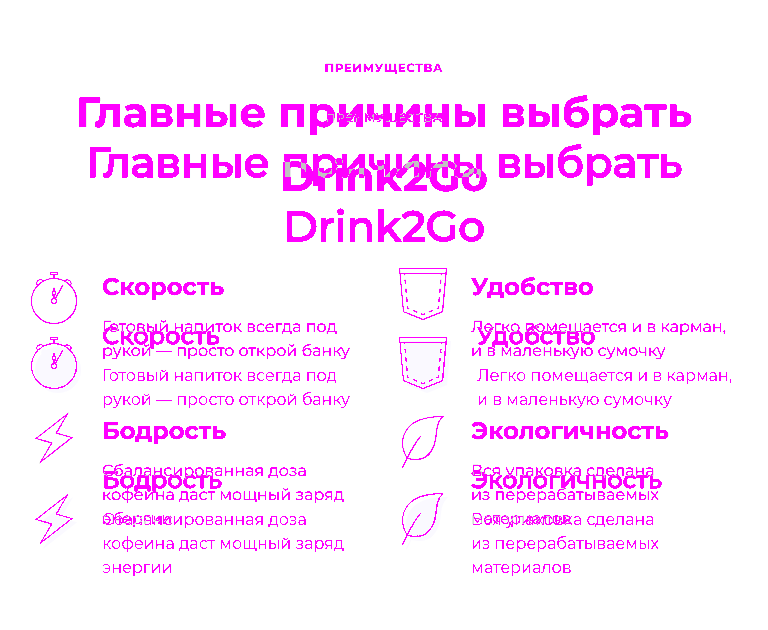 ПРЕИМУЩЕСТВА
Главные причины выбрать
Главные причины выбрать
Drink2Go
Drink2Go
Скорость
Готовый напиток всегда под
Скорость
рукой — просто открой банку
Готовый напиток всегда под
рукой — просто открой банку
Удобство
Легко помещается и в карман,
Удобство
и в маленькую сумочку
Легко помещается и в карман,
и в маленькую сумочку
Бодрость
Сбалансированная доза
Бодрость
кофеина даст мощный заряд
Сбалансированная доза
кофеина даст мощный заряд
энергии
Экологичность
Вся упаковка сделана
Экологичность
из перерабатываемых
Вся упаковка сделана
из перерабатываемых
материалов